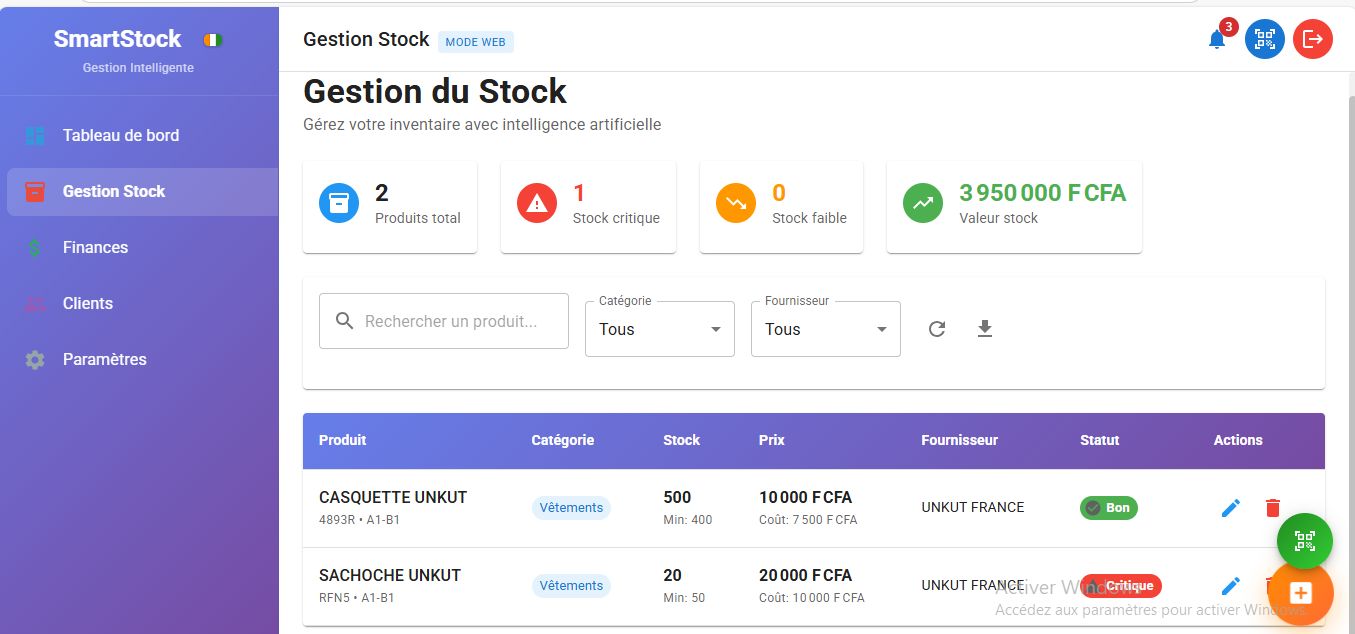 SmartStock
Gestion Intelligente
Tableau de bord
Gestion Stock
Finances
Clients
Paramètres
Gestion Stock MODE WEB
3
Gestion du Stock
Gérez votre inventaire avec intelligence artificielle
2
Produits total
1
Stock critique
0
Stock faible
3 950 000 F CFA
Valeur stock
Rechercher un produit...
Catégorie
Tous
Fournisseur
Tous
Produit Catégorie Stock Prix Fournisseur Statut Actions
CASQUETTE UNKUT
4893R • A1-B1
Vêtements
500
Min: 400
10 000 F CFA
Coût: 7 500 F CFA
UNKUT FRANCE
Bon
SACHOCHE UNKUT
RFN5 • A1-B1
Vêtements
20
Min: 50
20 000 F CFA
Coût: 10 000 F CFA
UNKUT FRANCE
Critique
Activer Windows
Accédez aux paramètres pour activer Windows.